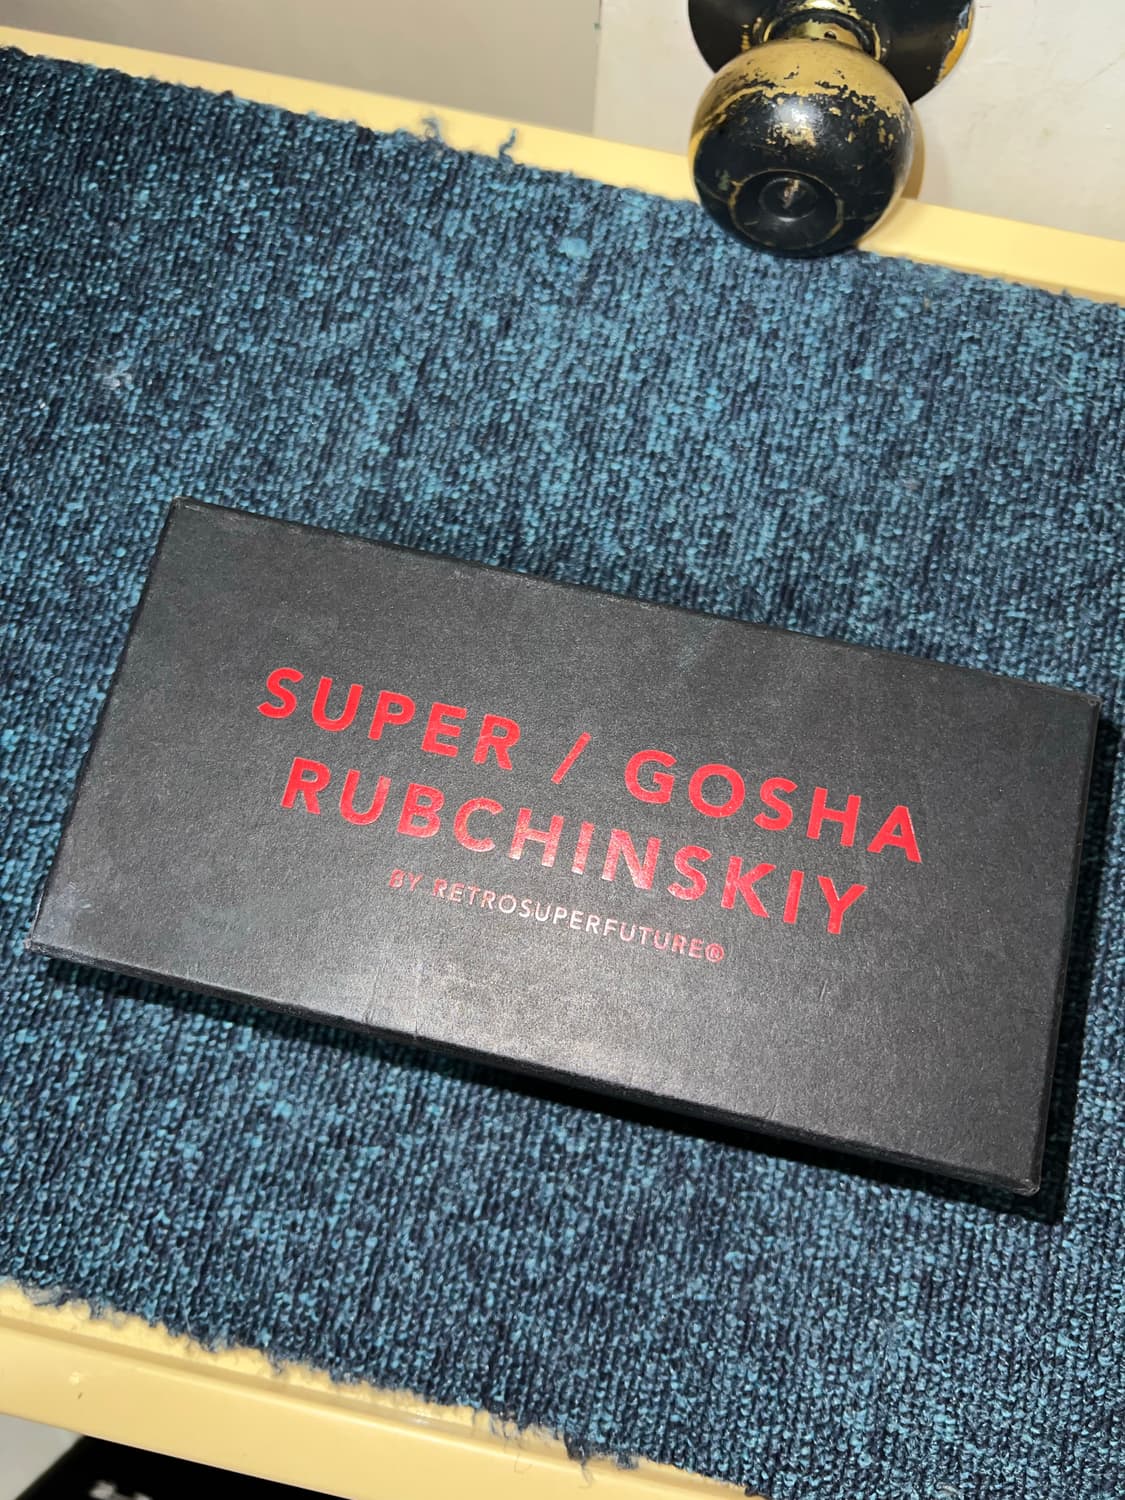 SUPER / GOSHA
RUBCHINSKIY
BY RETROSUPERFUTURE®